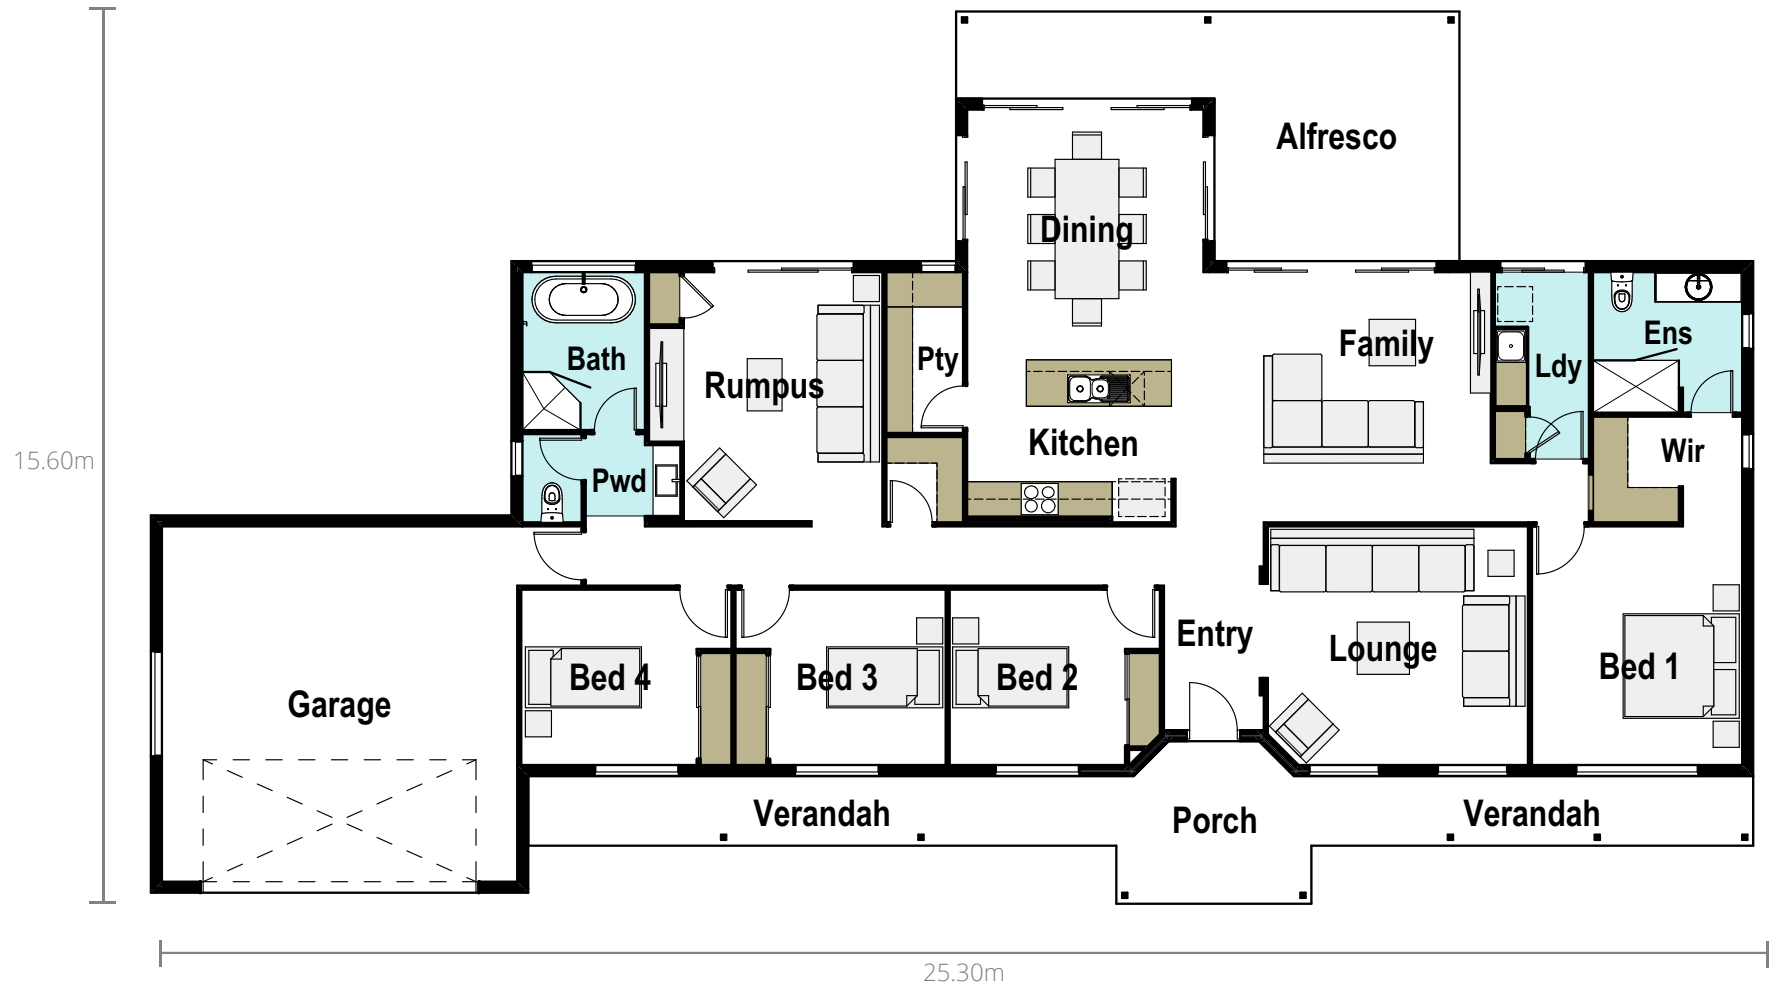 Alfresco
Dining
15.60m
Bath
Rumpus
Pty
Family
Ldy
Ens
Kitchen
Wir
Pwd
Garage
Bed 4
Bed 3
Bed 2
Entry
Lounge
Bed 1
Verandah
Porch
Verandah
25.30m